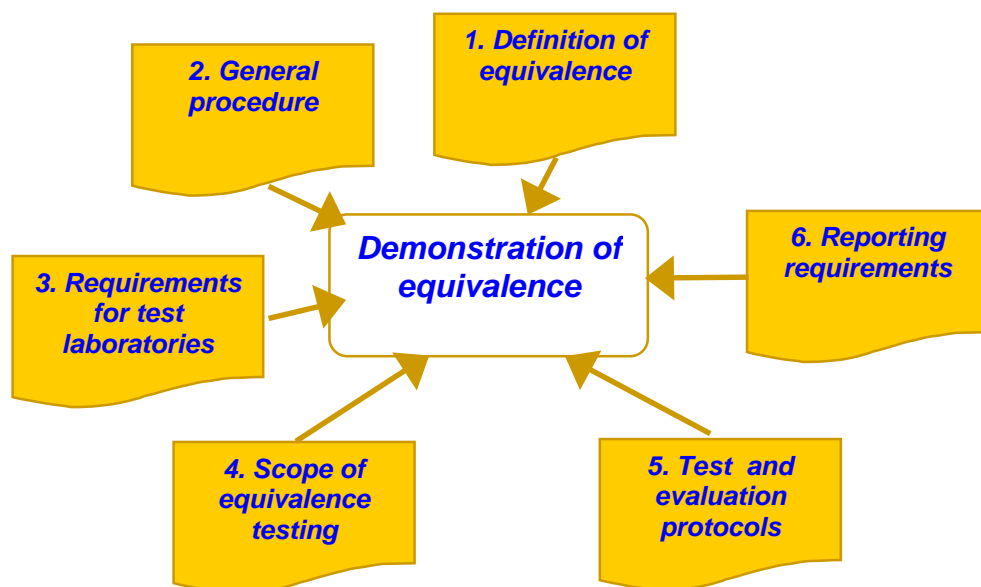 1. Definition of
equivalence
2. General
procedure
3. Requirements
for test
laboratories
4. Scope of
equivalence
testing
5. Test and
evaluation
protocols
6. Reporting
requirements
Demonstration of
equivalence